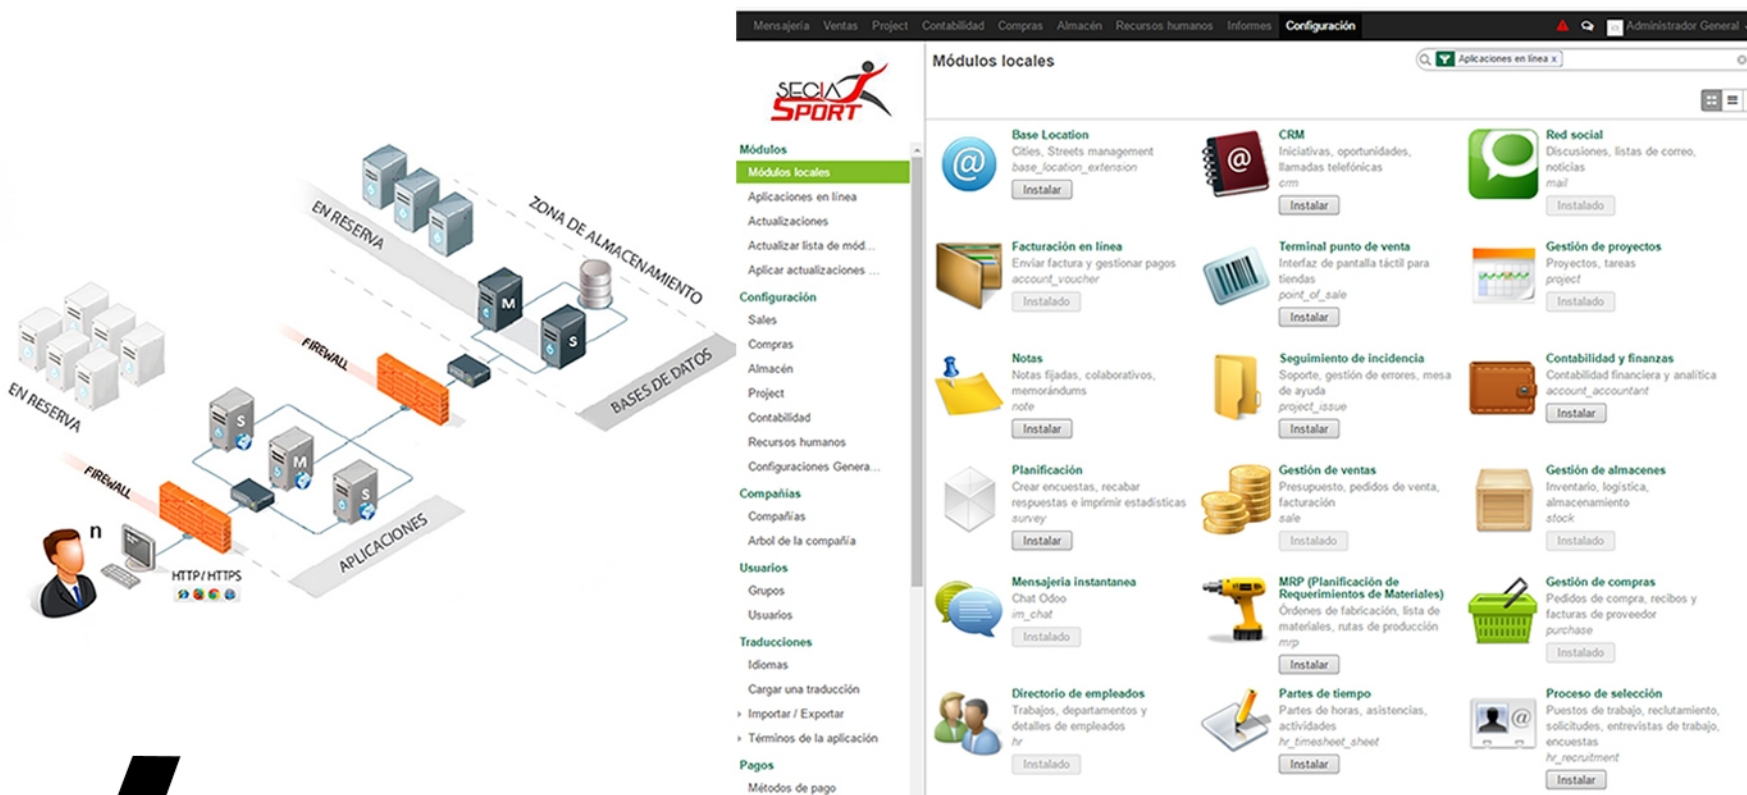 EN RESERVA
ZONA DE ALMACENAMIENTO
M
S
FIREWALL
BASES DE DATOS
EN RESERVA
S
M
S
FIREWALL
APLICACIONES
n
HTTP / HTTPS
Mensajería Ventas Project Contabilidad Compras Almacén Recursos humanos Informes Configuración Administrador General
SECIA
SPORT
Módulos
Módulos locales
Aplicaciones en línea
Actualizaciones
Actualizar lista de mód...
Aplicar actualizaciones ...
Configuración
Sales
Compras
Almacén
Project
Contabilidad
Recursos humanos
Configuraciones Genera...
Compañías
Compañías
Arbol de la compañía
Usuarios
Grupos
Usuarios
Traducciones
Idiomas
Cargar una traducción
Importar / Exportar
Términos de la aplicación
Pagos
Métodos de pago
Módulos locales
Aplicaciones en línea x
Base Location
Cities, Streets management
base_location_extension
Instalar
CRM
Iniciativas, oportunidades,
llamadas telefónicas
crm
Instalar
Red social
Discusiones, listas de correo,
noticias
mail
Instalado
Facturación en línea
Enviar factura y gestionar pagos
account_voucher
Instalado
Terminal punto de venta
Interfaz de pantalla táctil para
tiendas
point_of_sale
Instalar
Gestión de proyectos
Proyectos, tareas
project
Instalado
Notas
Notas fijadas, colaborativos,
memorándums
note
Instalar
Seguimiento de incidencia
Soporte, gestión de errores, mesa
de ayuda
project_issue
Instalar
Contabilidad y finanzas
Contabilidad financiera y analítica
account_accountant
Instalar
Planificación
Crear encuestas, recabar
respuestas e imprimir estadísticas
survey
Instalar
Gestión de ventas
Presupuesto, pedidos de venta,
facturación
sale
Instalado
Gestión de almacenes
Inventario, logística,
almacenamiento
stock
Instalado
Mensajería instantanea
Chat Odoo
im_chat
Instalado
MRP (Planificación de
Requerimientos de Materiales)
Órdenes de fabricación, lista de
materiales, rutas de producción
mrp
Instalar
Gestión de compras
Pedidos de compra, recibos y
facturas de proveedor
purchase
Instalado
Directorio de empleados
Trabajos, departamentos y
detalles de empleados
hr
Instalado
Partes de tiempo
Partes de horas, asistencias,
actividades
hr_timesheet_sheet
Instalar
Proceso de selección
Puestos de trabajo, reclutamiento,
solicitudes, entrevistas de trabajo,
encuestas
hr_recruitment
Instalar